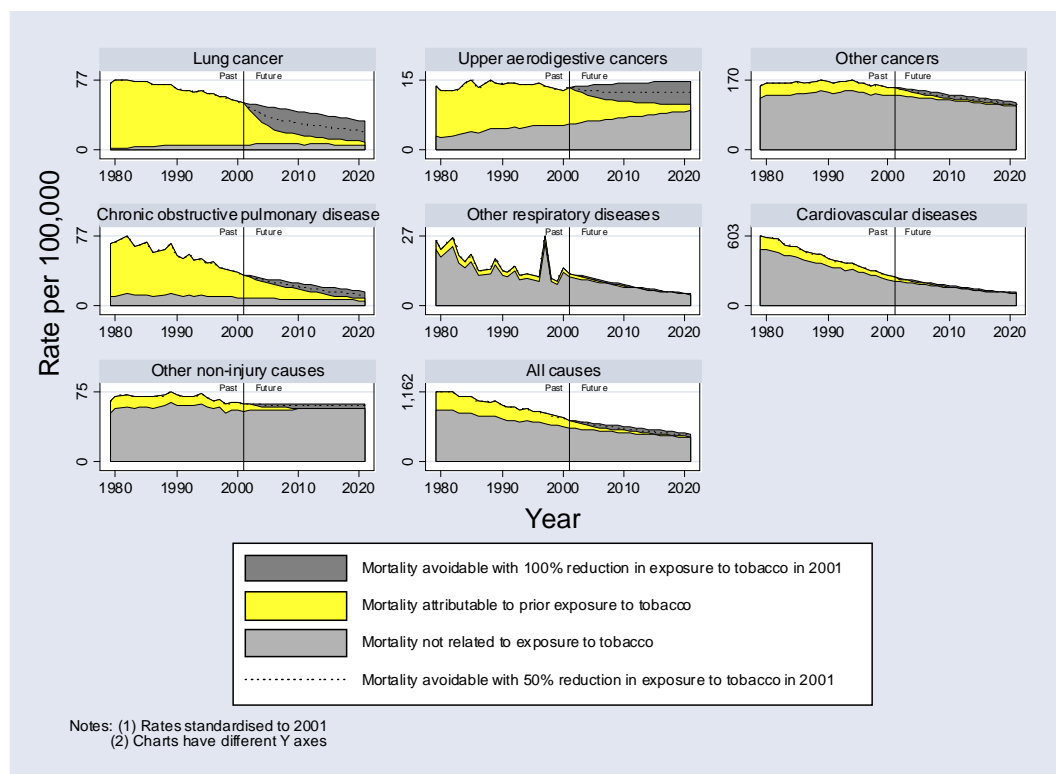 Lung cancer
Upper aerodigestive cancers
Other cancers
77
0
Past Future
1980 1990 2000 2010 2020
15
0
Past Future
1980 1990 2000 2010 2020
170
0
Past Future
1980 1990 2000 2010 2020
Chronic obstructive pulmonary disease
Other respiratory diseases
Cardiovascular diseases
77
0
Past Future
1980 1990 2000 2010 2020
27
0
Past Future
1980 1990 2000 2010 2020
603
0
Past Future
1980 1990 2000 2010 2020
Other non-injury causes
All causes
75
0
Past Future
1980 1990 2000 2010 2020
1,162
0
Past Future
1980 1990 2000 2010 2020
Rate per 100,000
Year
Mortality avoidable with 100% reduction in exposure to tobacco in 2001
Mortality attributable to prior exposure to tobacco
Mortality not related to exposure to tobacco
Mortality avoidable with 50% reduction in exposure to tobacco in 2001
Notes: (1) Rates standardised to 2001
(2) Charts have different Y axes